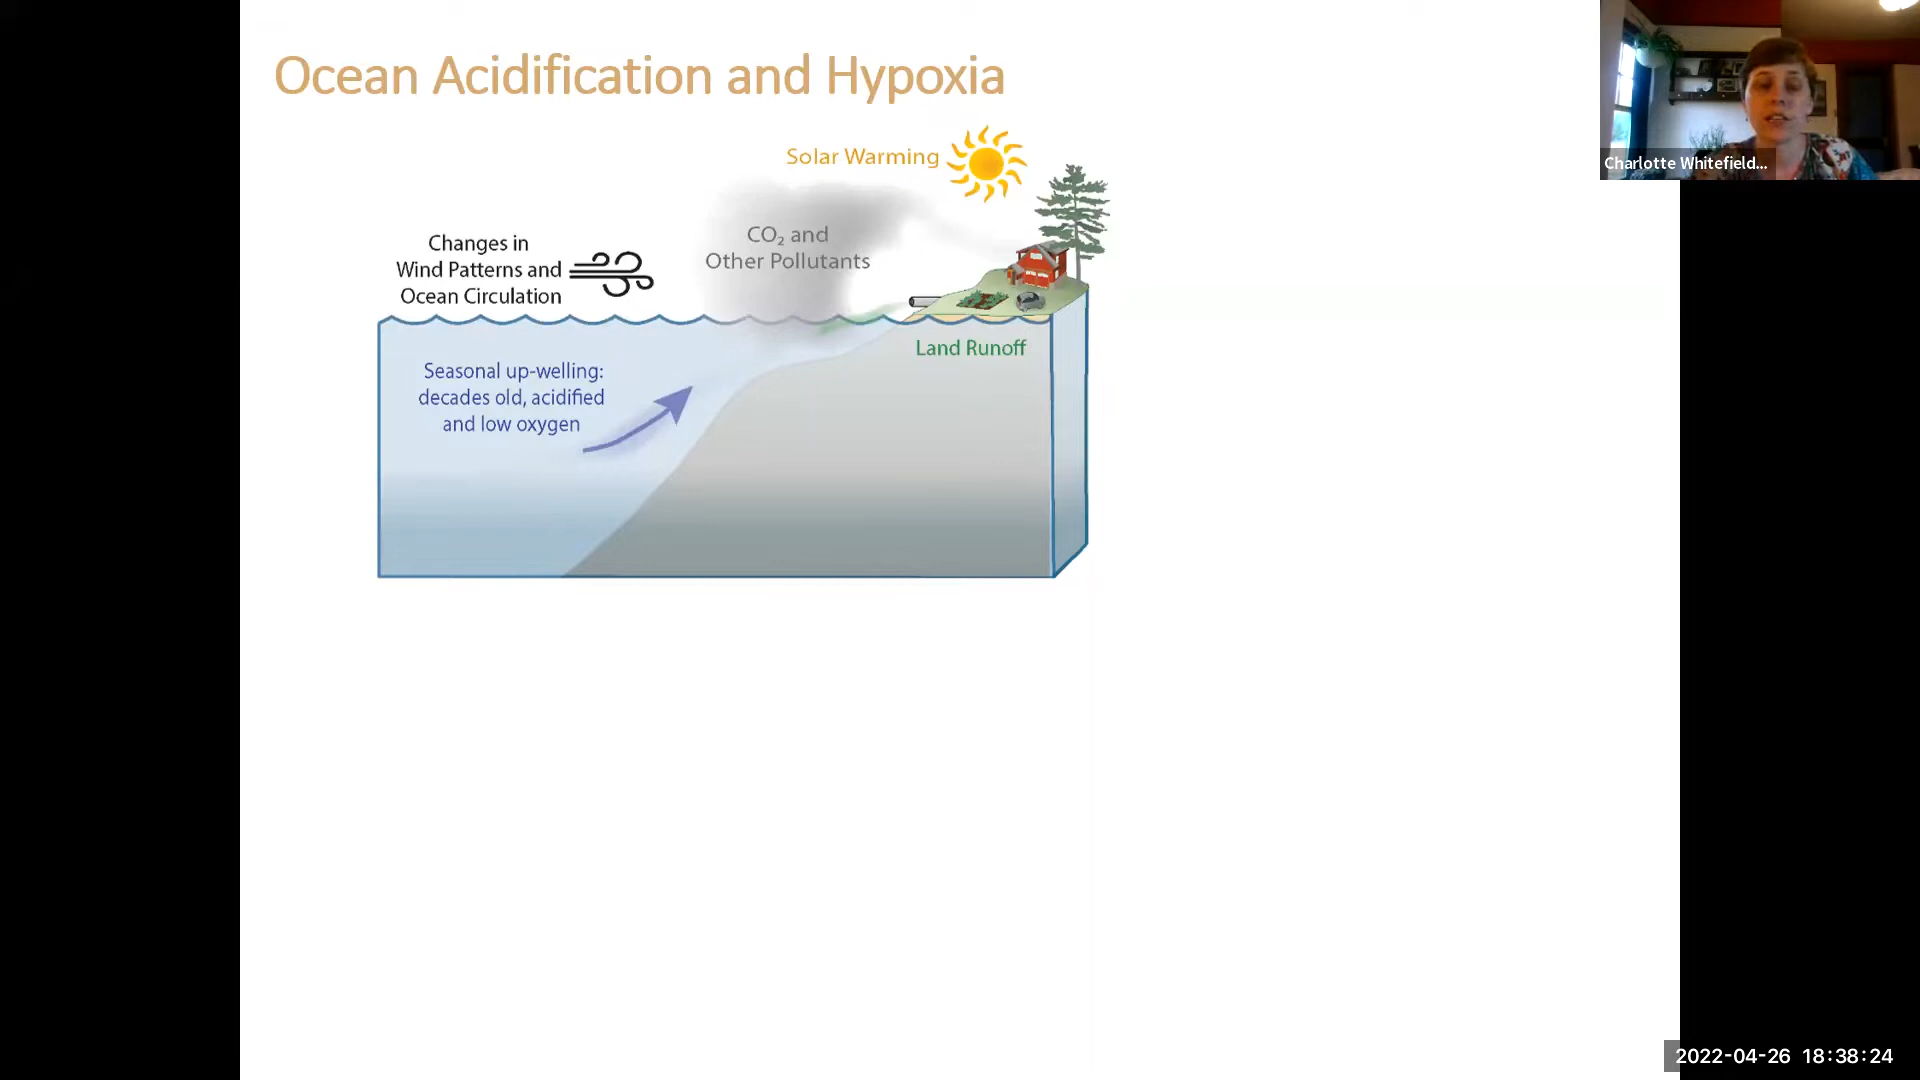 Ocean Acidification and Hypoxia
Solar Warming
CO₂ and
Other Pollutants
Changes in
Wind Patterns and
Ocean Circulation
Land Runoff
Seasonal up-welling:
decades old, acidified
and low oxygen
Charlotte Whitefield...
2022-04-26 18:38:24